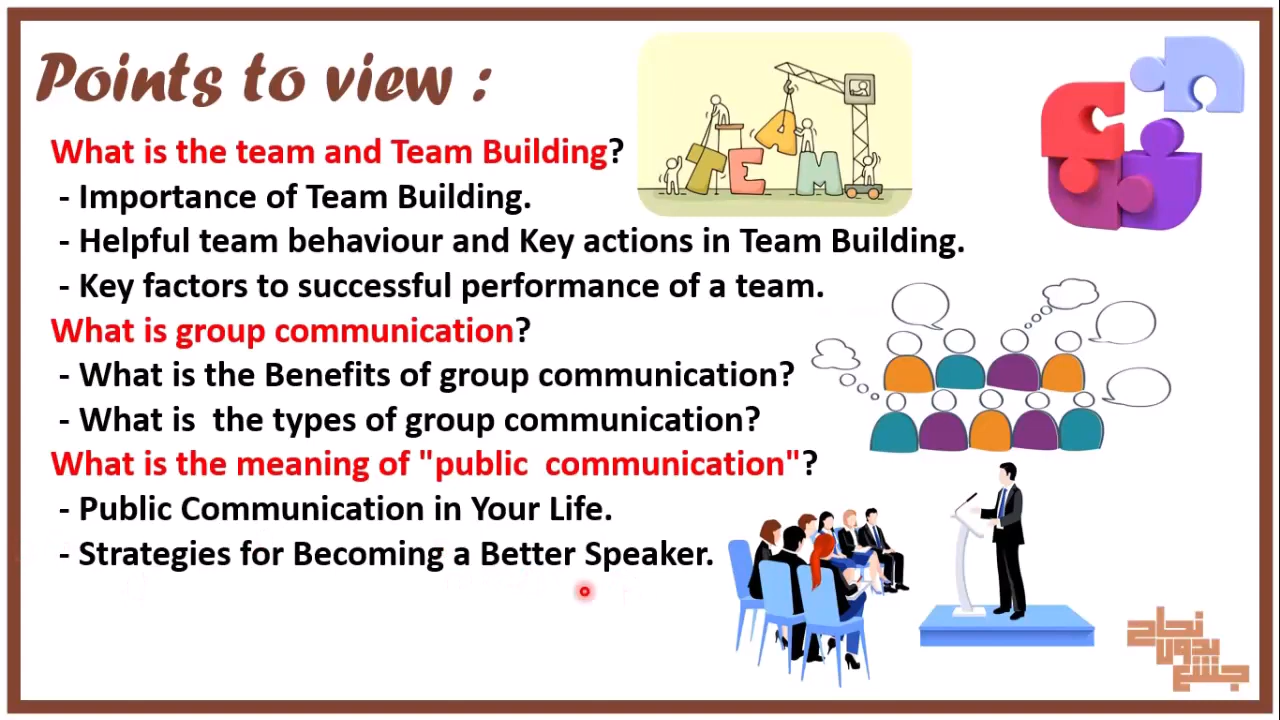 Points to view :
What is the team and Team Building?
- Importance of Team Building.
- Helpful team behaviour and Key actions in Team Building.
- Key factors to successful performance of a team.
What is group communication?
- What is the Benefits of group communication?
- What is  the types of group communication?
What is the meaning of "public  communication"?
- Public Communication in Your Life.
- Strategies for Becoming a Better Speaker.
TEAM
نجاح
بدون
جشع